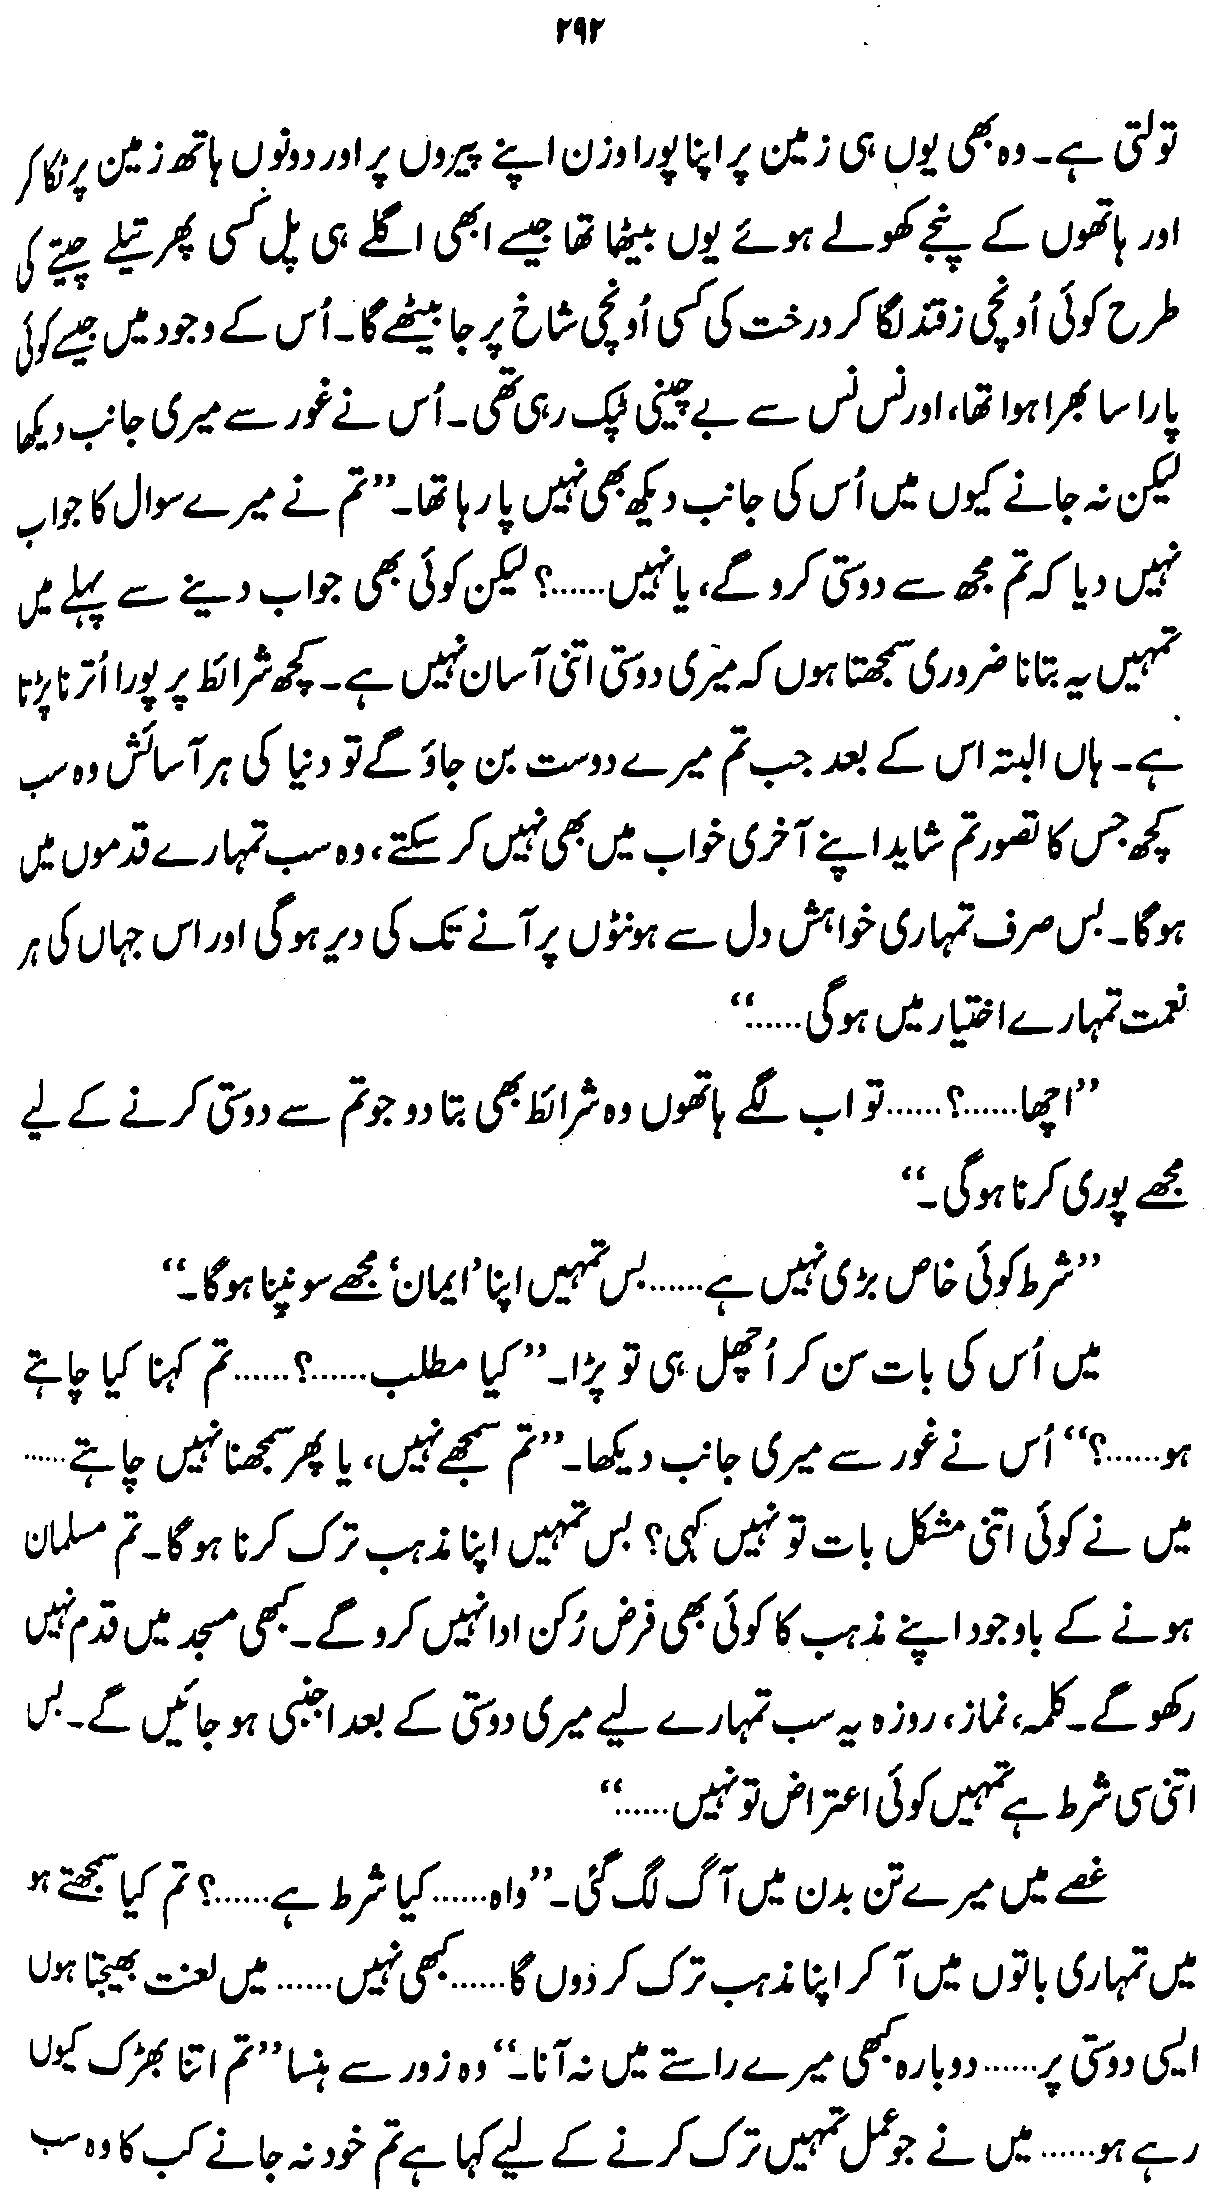 ۲۹۲
تولتی ہے۔ وہ بھی یوں ہی زمین پر اپنا پورا وزن اپنے پیروں پر اور دونوں ہاتھ زمین پر ٹکا کر
اور ہاتھوں کے پنجے کھولے ہوئے یوں بیٹھا تھا جیسے ابھی اگلے ہی پل کسی پھرتیلے چیتے کی
طرح کوئی اُونچی زقند لگا کر درخت کی کسی اُونچی شاخ پر جا بیٹھے گا۔ اُس کے وجود میں جیسے کوئی
پارا سا بھرا ہوا تھا، اور نس نس سے بے چینی ٹپک رہی تھی۔ اُس نے غور سے میری جانب دیکھا
لیکن نہ جانے کیوں میں اُس کی جانب دیکھ بھی نہیں پا رہا تھا۔ ”تم نے میرے سوال کا جواب
نہیں دیا کہ تم مجھ سے دوستی کرو گے، یا نہیں......؟ لیکن کوئی بھی جواب دینے سے پہلے میں
تمہیں یہ بتانا ضروری سمجھتا ہوں کہ میری دوستی اتنی آسان نہیں ہے۔ کچھ شرائط پر پورا اُترنا پڑتا
ہے۔ ہاں البتہ اس کے بعد جب تم میرے دوست بن جاؤ گے تو دنیا کی ہر آسائش وہ سب
کچھ جس کا تصور تم شاید اپنے آخری خواب میں بھی نہیں کر سکتے، وہ سب تمہارے قدموں میں
ہوگا۔ بس صرف تمہاری خواہش دل سے ہونٹوں پر آنے تک کی دیر ہوگی اور اس جہاں کی ہر
نعمت تمہارے اختیار میں ہوگی......“
”اچھا......؟......تو اب لگے ہاتھوں وہ شرائط بھی بتا دو جو تم سے دوستی کرنے کے لیے
مجھے پوری کرنا ہوگی۔“
”شرط کوئی خاص بڑی نہیں ہے......بس تمہیں اپنا ’ایمان‘ مجھے سونپنا ہوگا۔“
میں اُس کی بات سن کر اُچھل ہی تو پڑا۔ ”کیا مطلب......؟......تم کہنا کیا چاہتے
ہو......؟“ اُس نے غور سے میری جانب دیکھا۔ ”تم سمجھے نہیں، یا پھر سمجھنا نہیں چاہتے......
میں نے کوئی اتنی مشکل بات تو نہیں کہی؟ بس تمہیں اپنا مذہب ترک کرنا ہوگا۔ تم مسلمان
ہونے کے باوجود اپنے مذہب کا کوئی بھی فرض رُکن ادا نہیں کرو گے۔ کبھی مسجد میں قدم نہیں
رکھو گے۔ کلمہ، نماز، روزہ یہ سب تمہارے لیے میری دوستی کے بعد اجنبی ہو جائیں گے۔ بس
اتنی سی شرط ہے تمہیں کوئی اعتراض تو نہیں......“
غصے میں میرے تن بدن میں آگ لگ گئی۔ ”واہ......کیا شرط ہے......؟ تم کیا سمجھتے ہو
میں تمہاری باتوں میں آ کر اپنا مذہب ترک کر دوں گا......کبھی نہیں......میں لعنت بھیجتا ہوں
ایسی دوستی پر......دوبارہ کبھی میرے راستے میں نہ آنا۔“ وہ زور سے ہنسا ”تم اتنا بھڑک کیوں
رہے ہو......میں نے جو عمل تمہیں ترک کرنے کے لیے کہا ہے تم خود نہ جانے کب کا وہ سب